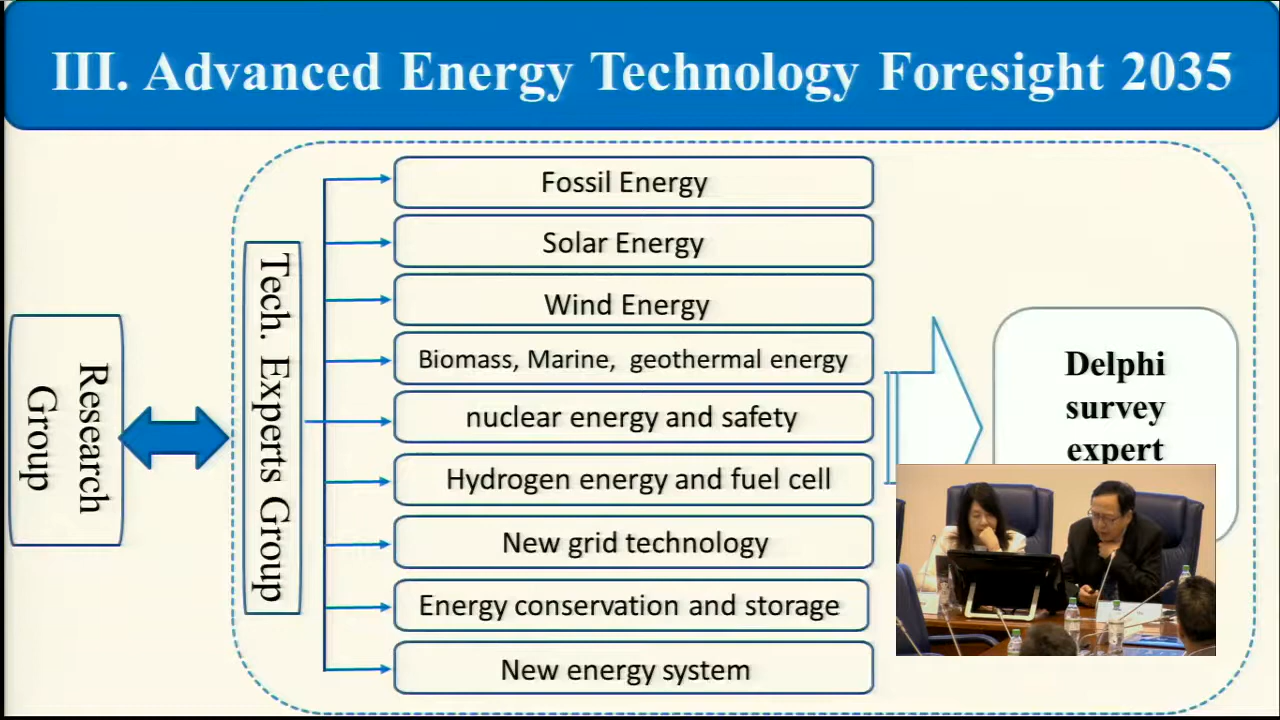 III. Advanced Energy Technology Foresight 2035
Research
Group
Tech. Experts Group
Fossil Energy
Solar Energy
Wind Energy
Biomass, Marine, geothermal energy
nuclear energy and safety
Hydrogen energy and fuel cell
New grid technology
Energy conservation and storage
New energy system
Delphi
survey
expert